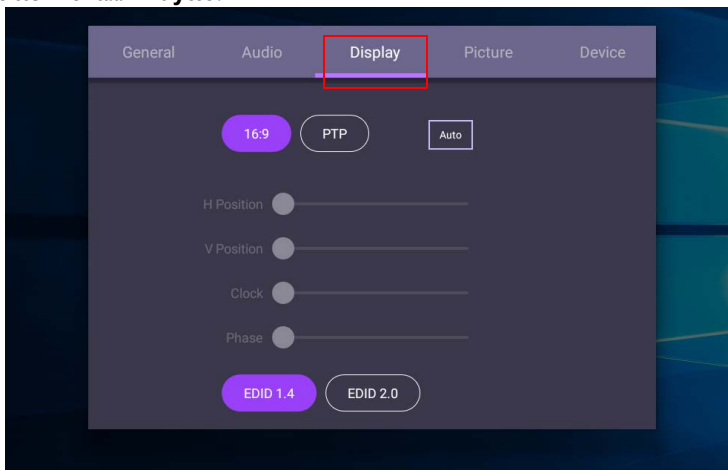 General Audio Display Picture Device
16:9 PTP Auto
H Position
V Position
Clock
Phase
EDID 1.4 EDID 2.0